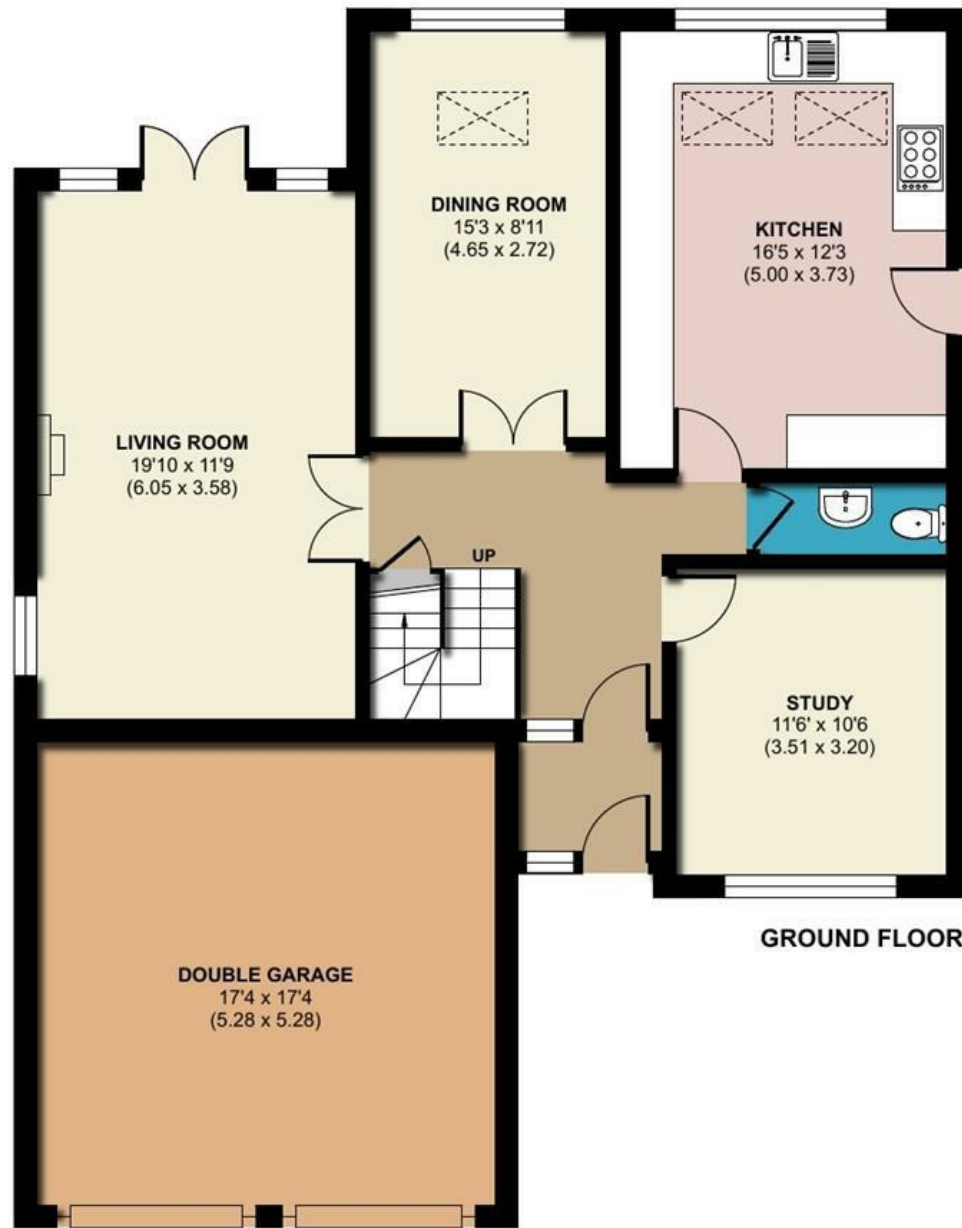 DINING ROOM
15'3 x 8'11
(4.65 x 2.72)
KITCHEN
16'5 x 12'3
(5.00 x 3.73)
LIVING ROOM
19'10 x 11'9
(6.05 x 3.58)
UP
STUDY
11'6' x 10'6
(3.51 x 3.20)
GROUND FLOOR
DOUBLE GARAGE
17'4 x 17'4
(5.28 x 5.28)